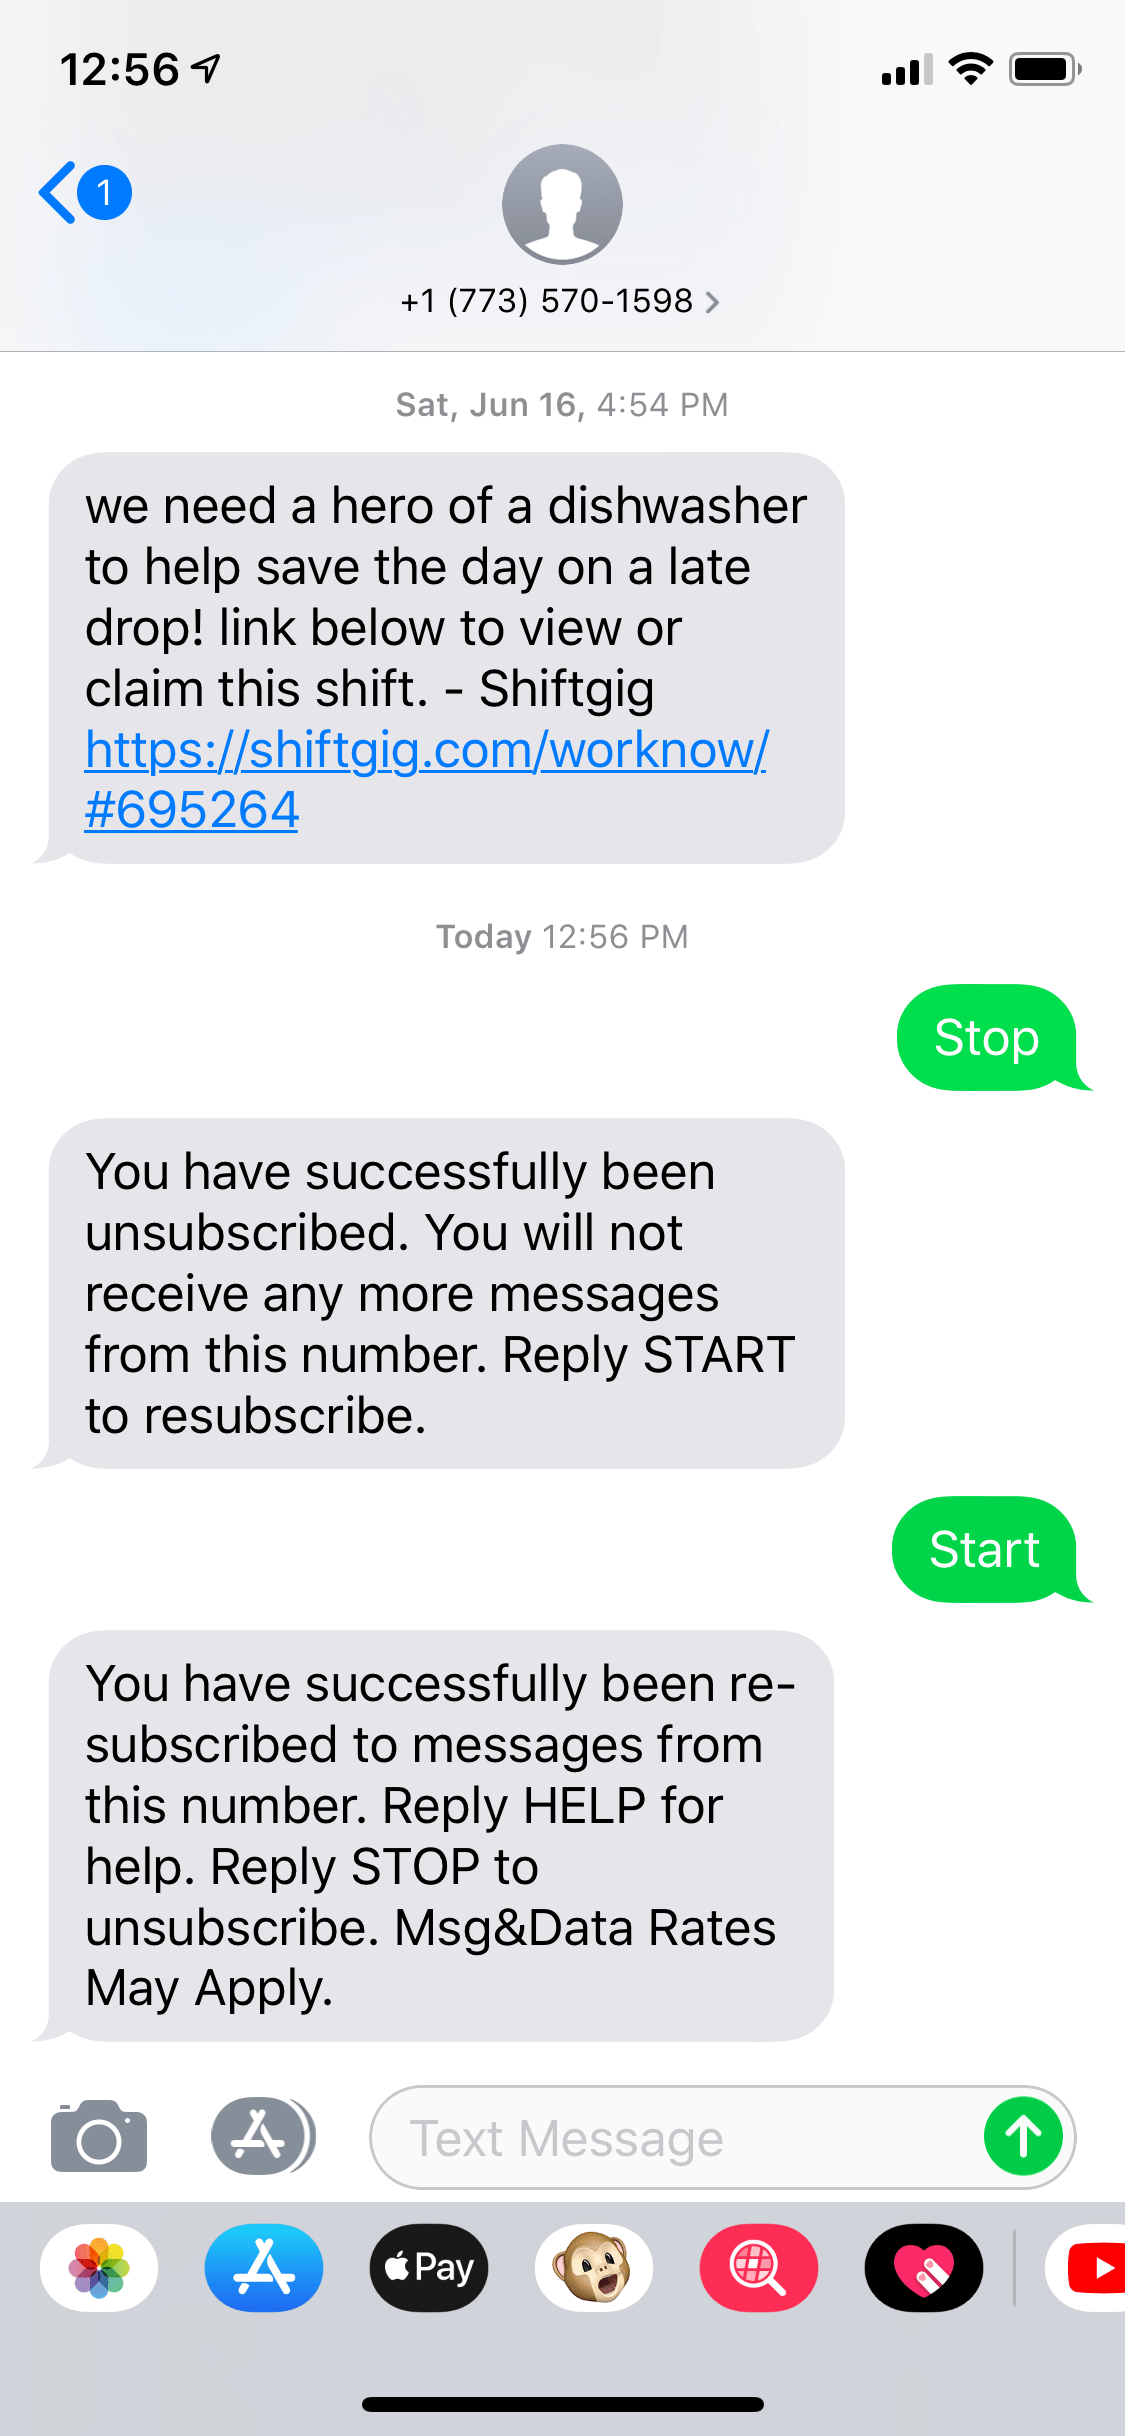 12:56
1
+1 (773) 570-1598
Sat, Jun 16, 4:54 PM
we need a hero of a dishwasher
to help save the day on a late
drop! link below to view or
claim this shift. - Shiftgig
https://shiftgig.com/worknow/
#695264
Today 12:56 PM
Stop
You have successfully been
unsubscribed. You will not
receive any more messages
from this number. Reply START
to resubscribe.
Start
You have successfully been re-
subscribed to messages from
this number. Reply HELP for
help. Reply STOP to
unsubscribe. Msg&Data Rates
May Apply.
Text Message
Pay